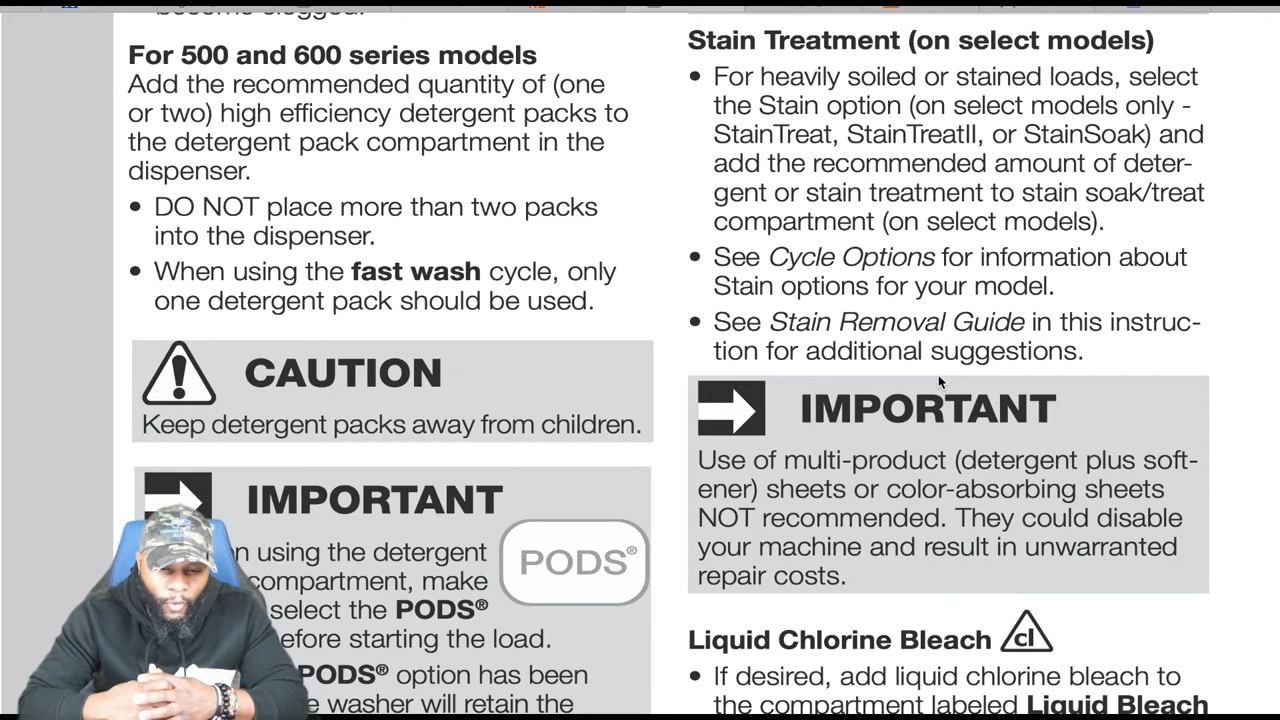 become clogged.
For 500 and 600 series models
Add the recommended quantity of (one
or two) high efficiency detergent packs to
the detergent pack compartment in the
dispenser.
• DO NOT place more than two packs
into the dispenser.
• When using the fast wash cycle, only
one detergent pack should be used.
CAUTION
Keep detergent packs away from children.
IMPORTANT
using the detergent
compartment, make
select the PODS®
before starting the load.
PODS® option has been
washer will retain the
PODS®
Stain Treatment (on select models)
• For heavily soiled or stained loads, select
the Stain option (on select models only -
StainTreat, StainTreatII, or StainSoak) and
add the recommended amount of deter-
gent or stain treatment to stain soak/treat
compartment (on select models).
• See Cycle Options for information about
Stain options for your model.
• See Stain Removal Guide in this instruc-
tion for additional suggestions.
IMPORTANT
Use of multi-product (detergent plus soft-
ener) sheets or color-absorbing sheets
NOT recommended. They could disable
your machine and result in unwarranted
repair costs.
Liquid Chlorine Bleach cl
• If desired, add liquid chlorine bleach to
the compartment labeled Liquid Bleach